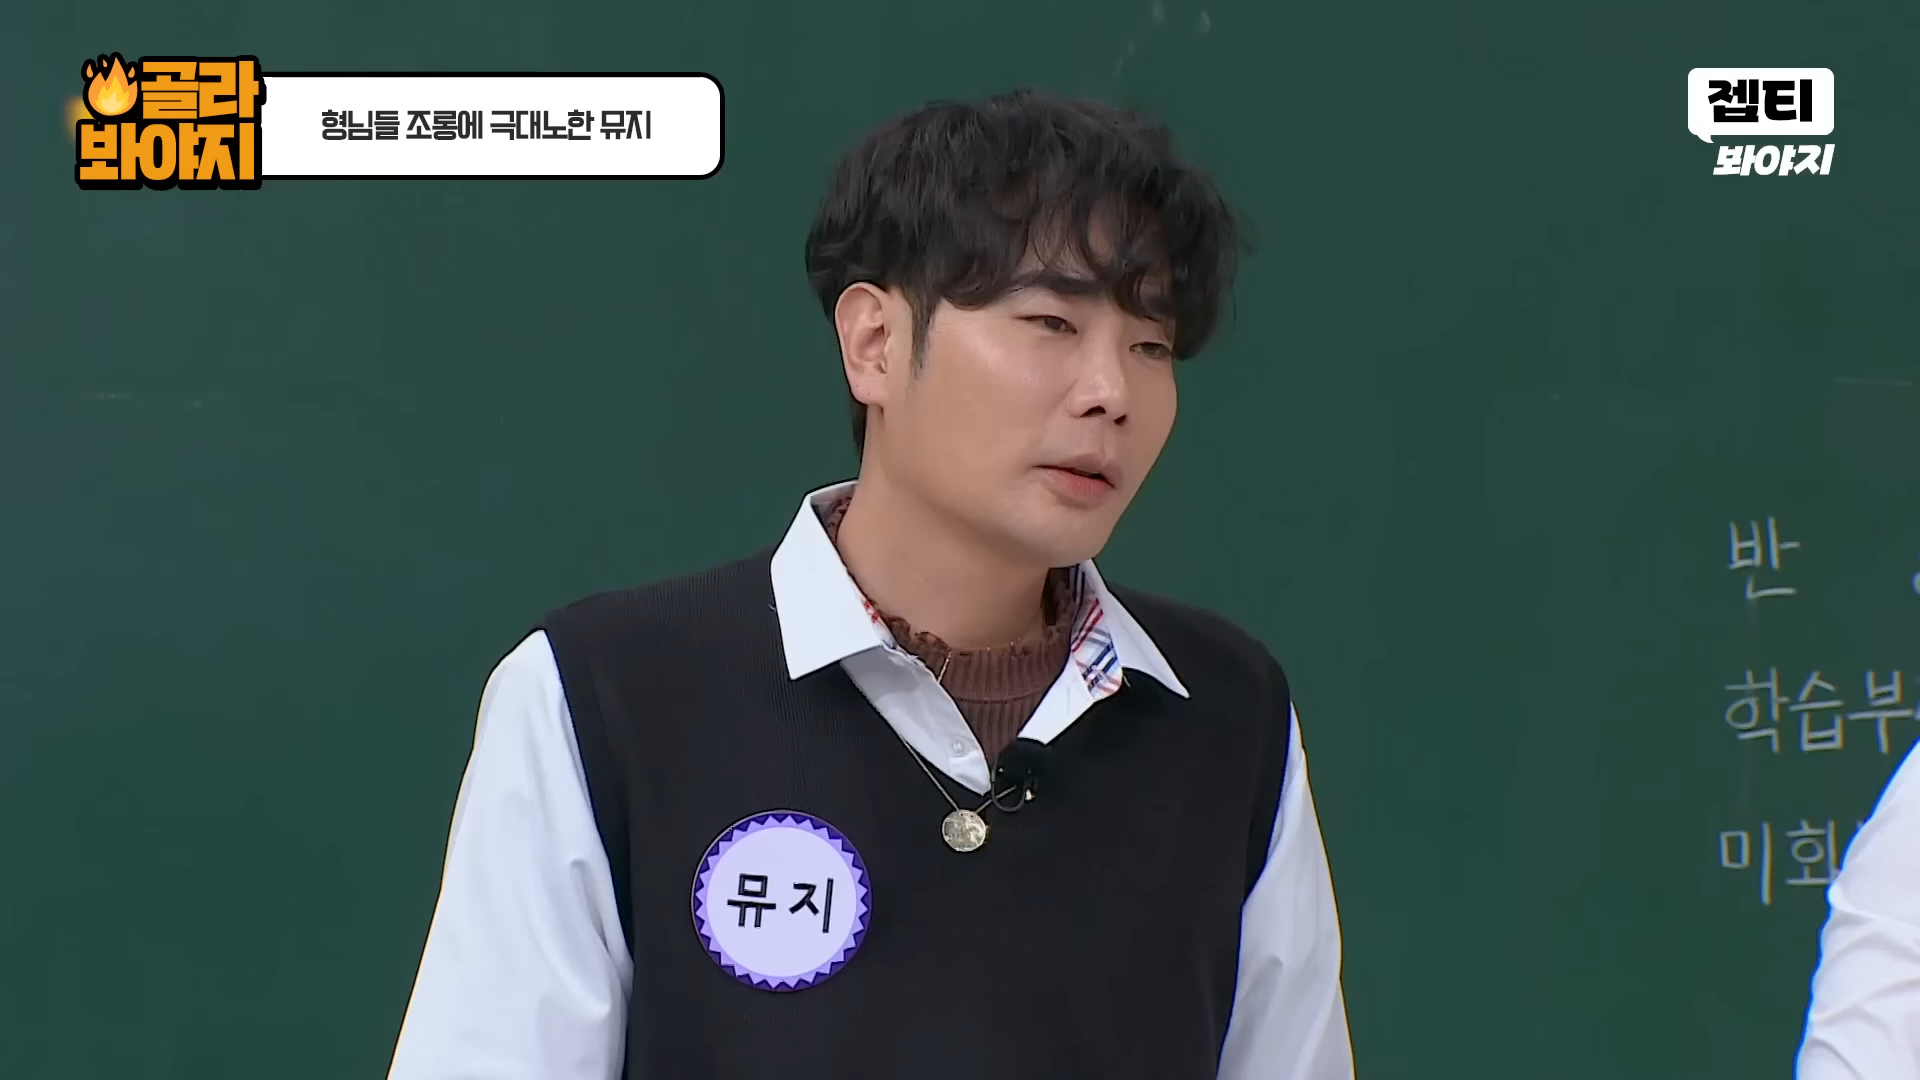 골라
봐야지
형님들 조롱에 극대노한 뮤지
젭티
봐야지
반
학습부
미화
뮤지